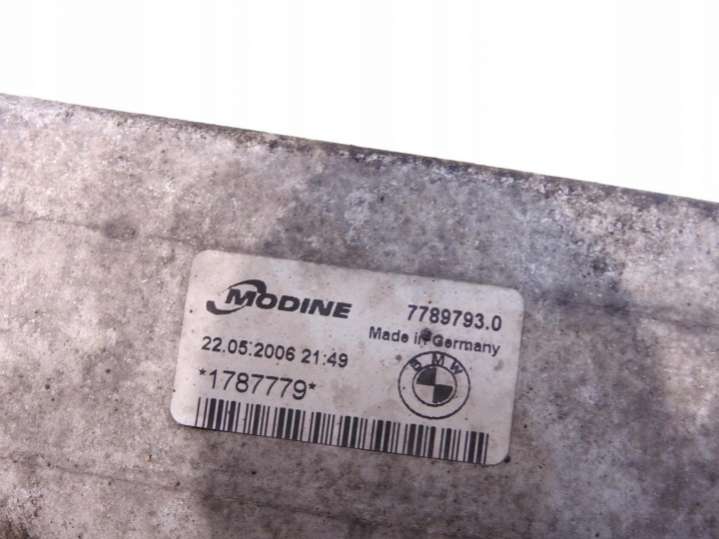 MODINE
7789793.0
Made in Germany
22.05.2006 21:49
*1787779*
BMW